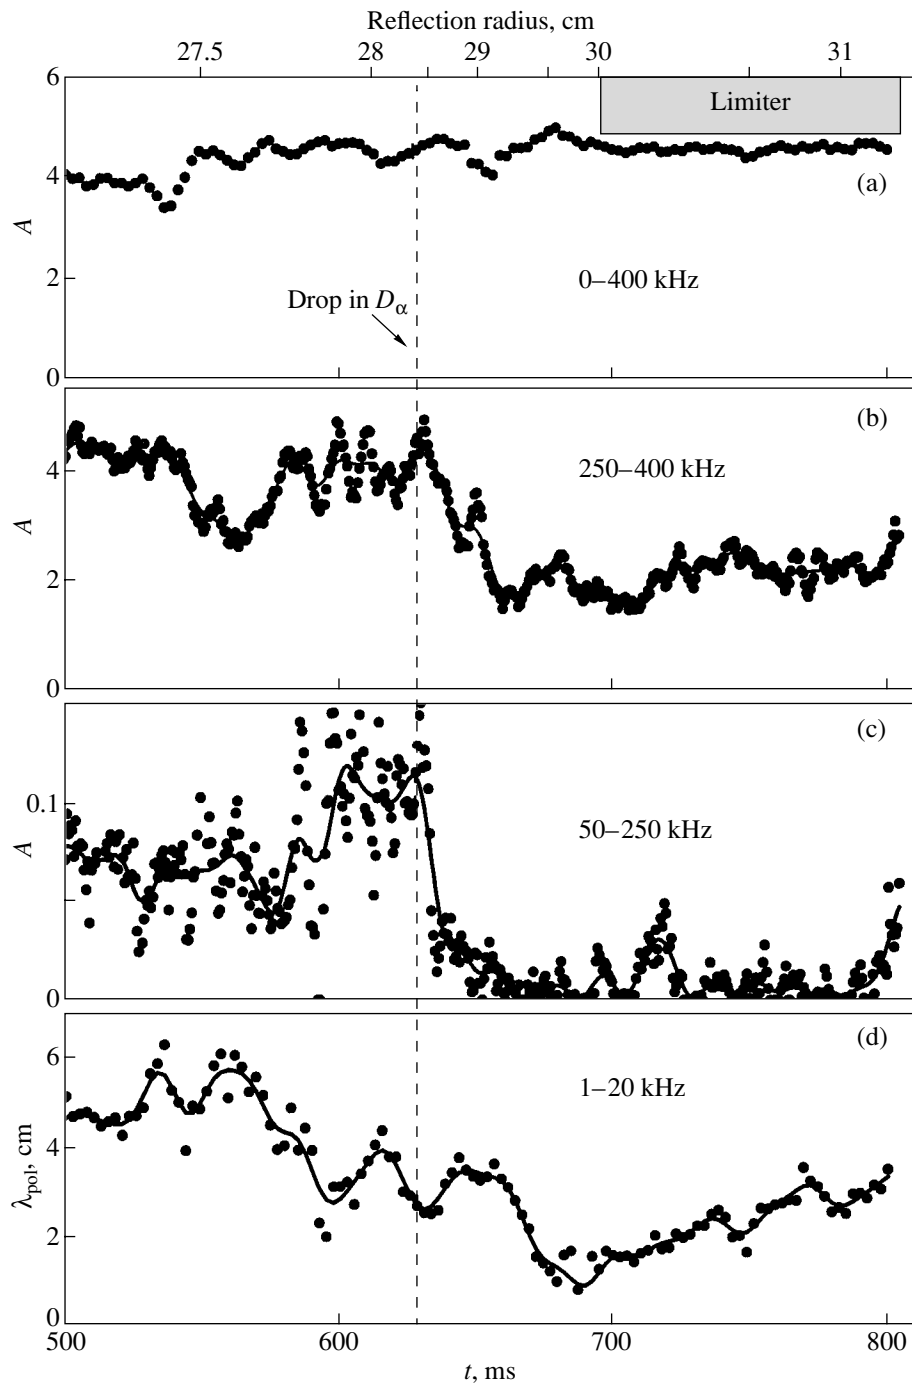 Reflection radius, cm
27.5 28 29 30 31
6
Limiter
4
(a)
A
2
0–400 kHz
Drop in Dα
0
(b)
4
250–400 kHz
A
2
0
(c)
0.1
50–250 kHz
A
0
(d)
6
1–20 kHz
4
λpol, cm
2
0
500 600 700 800
t, ms